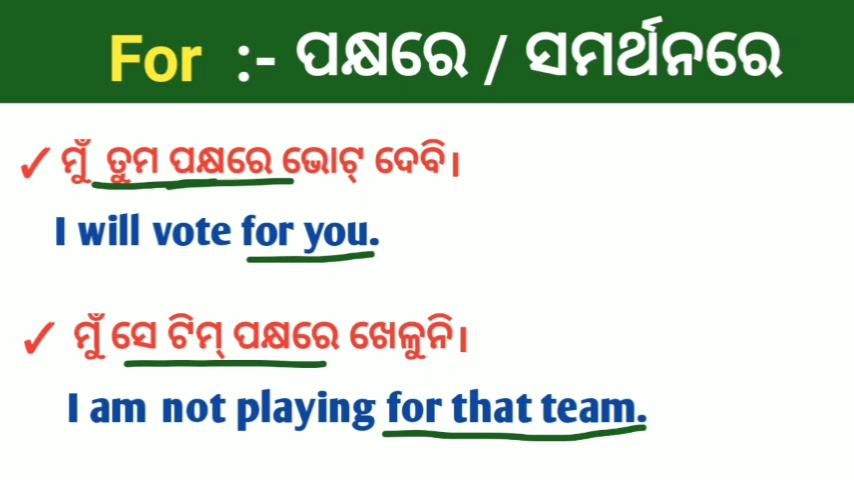 For :- ପକ୍ଷରେ / ସମର୍ଥନରେ
✓ ମୁଁ ତୁମ ପକ୍ଷରେ ଭୋଟ୍ ଦେବି।
I will vote for you.
✓ ମୁଁ ସେ ଟିମ୍ ପକ୍ଷରେ ଖେଳୁନି।
I am not playing for that team.